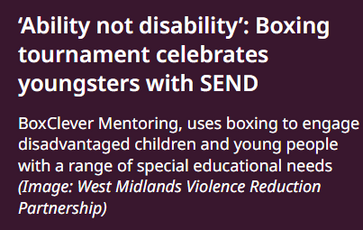 ‘Ability not disability’: Boxing
tournament celebrates
youngsters with SEND
BoxClever Mentoring, uses boxing to engage
disadvantaged children and young people
with a range of special educational needs
(Image: West Midlands Violence Reduction
Partnership)